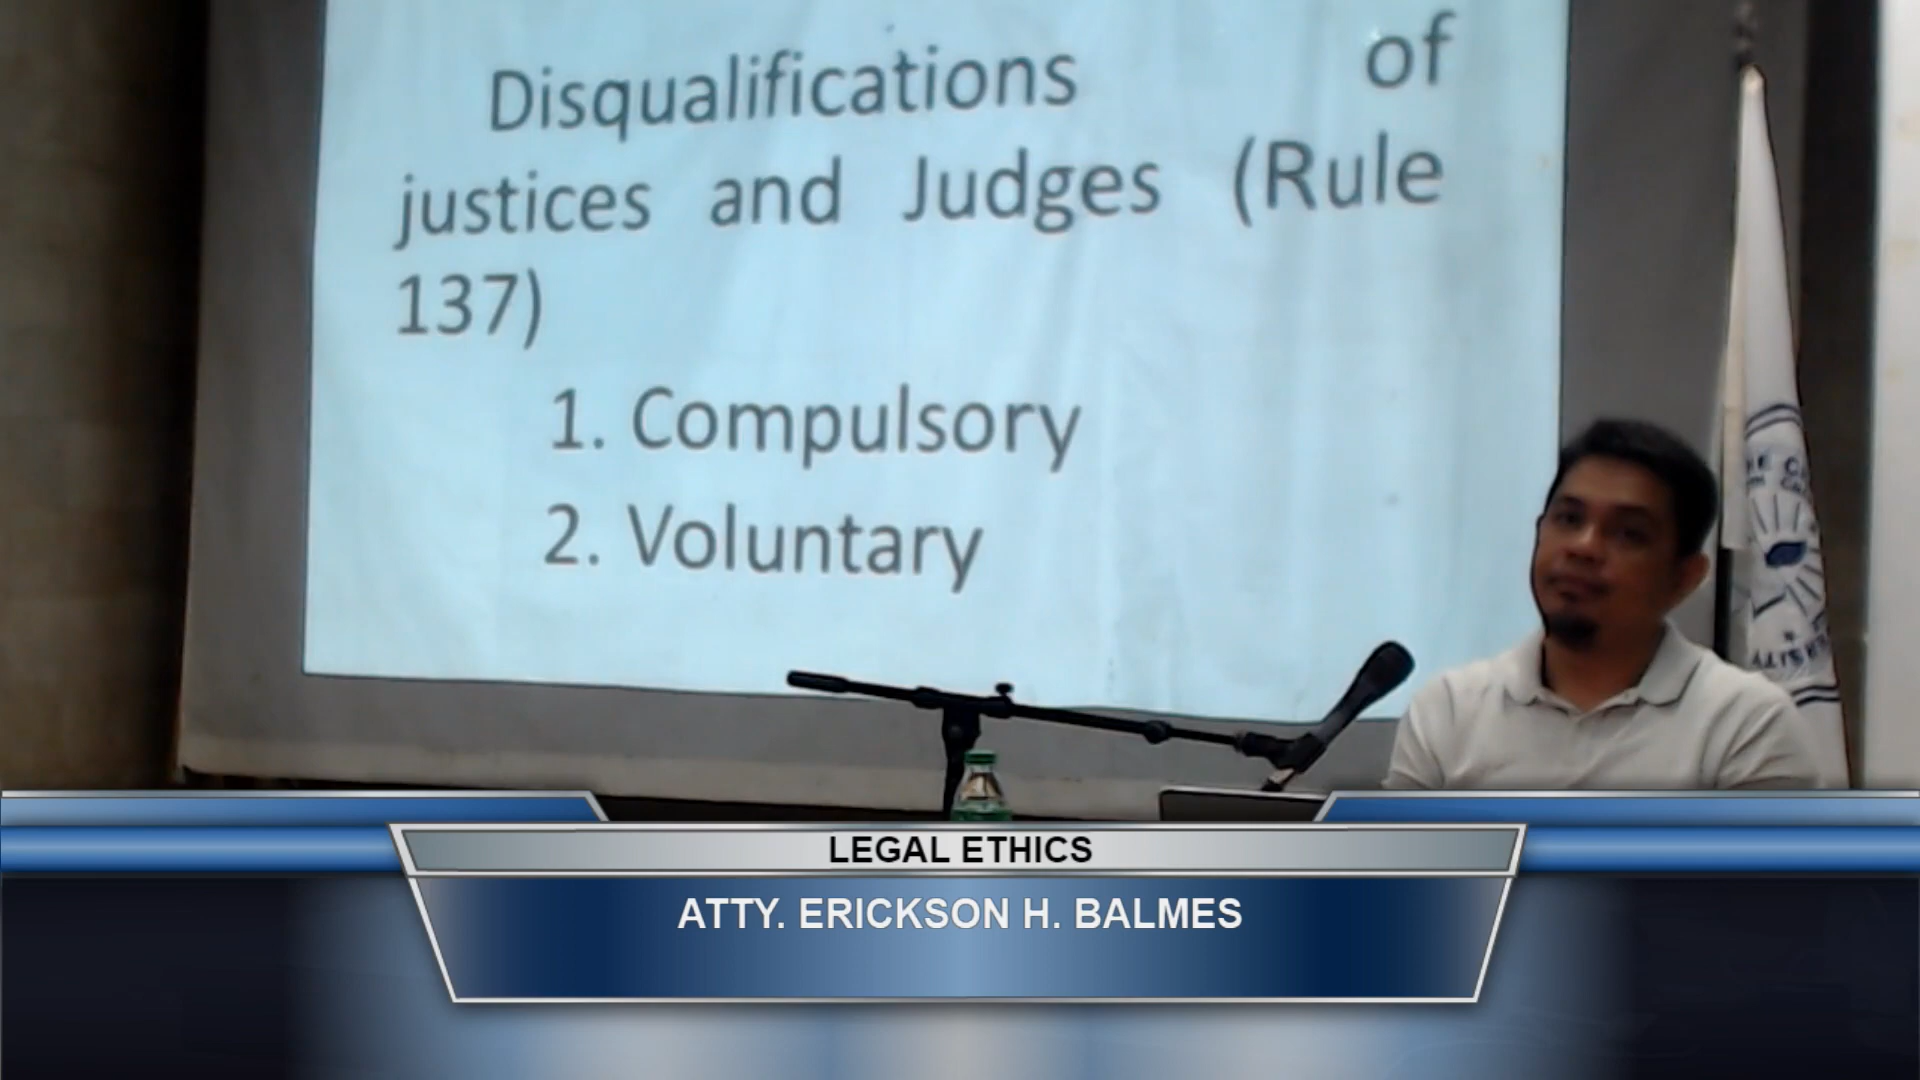 Disqualifications of
justices and Judges (Rule
137)
1. Compulsory
2. Voluntary
LEGAL ETHICS
ATTY. ERICKSON H. BALMES